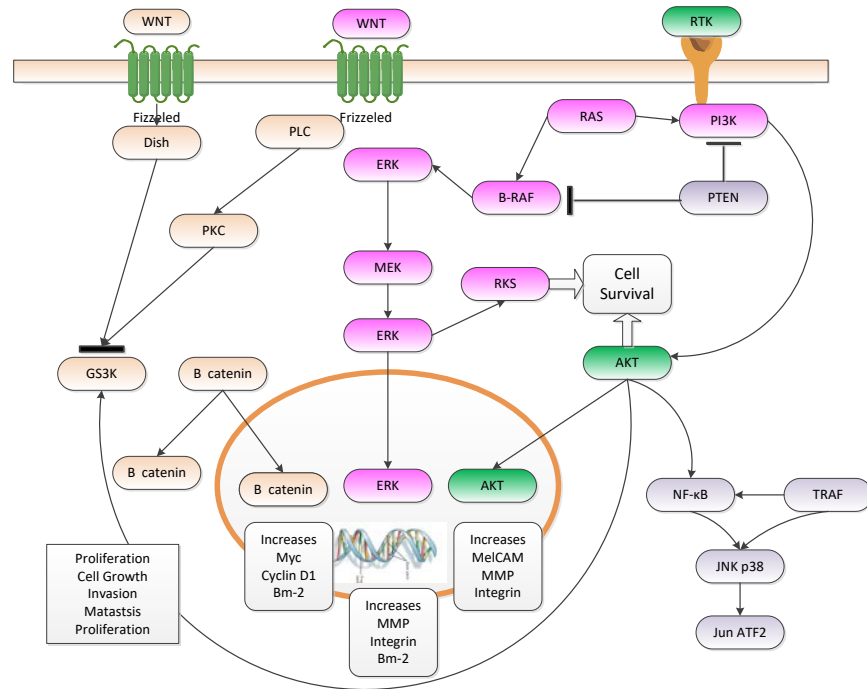 WNT
WNT
RTK
Fizzeled
Frizzeled
Dish
PLC
RAS
PI3K
ERK
B-RAF
PTEN
PKC
MEK
RKS
Cell
Survival
ERK
GS3K
B catenin
AKT
B catenin
B catenin
ERK
AKT
NF-κB
TRAF
Increases
Myc
Cyclin D1
Bm-2
Increases
MelCAM
MMP
Integrin
Proliferation
Cell Growth
Invasion
Matastsis
Proliferation
JNK p38
Increases
MMP
Integrin
Bm-2
Jun ATF2